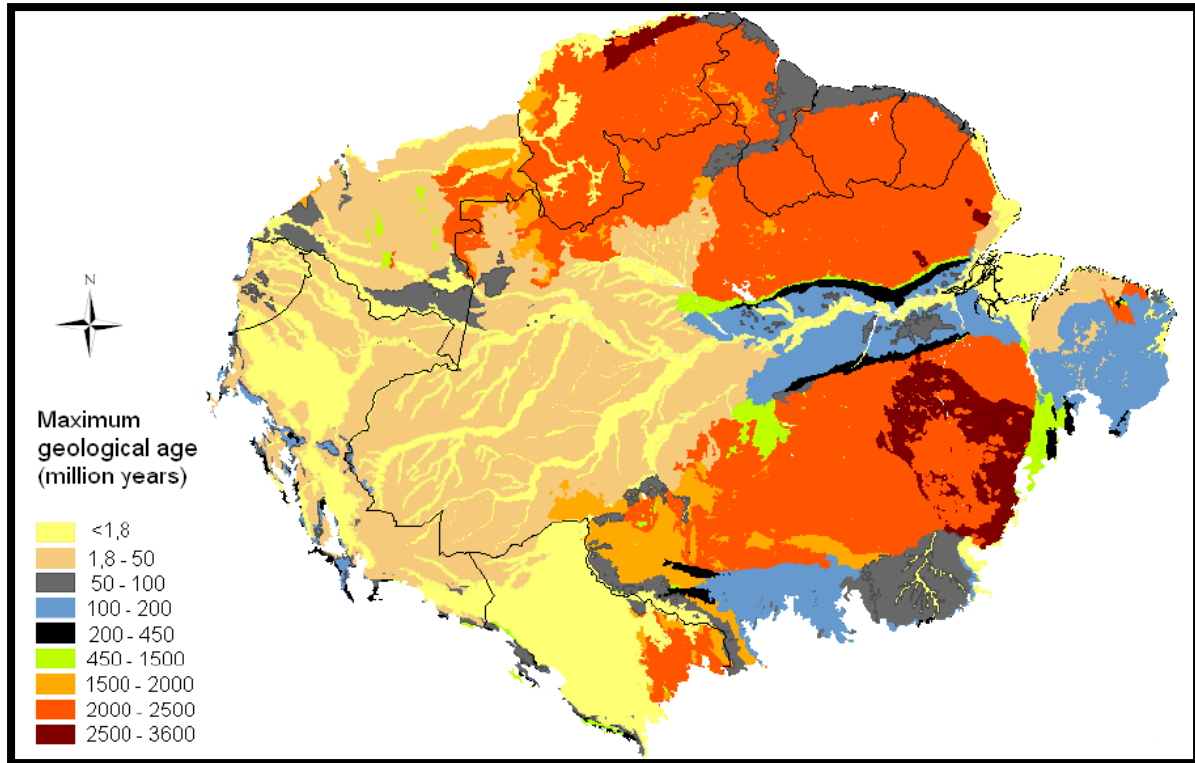 N
Maximum
geological age
(million years)
<1,8
1,8 - 50
50 - 100
100 - 200
200 - 450
450 - 1500
1500 - 2000
2000 - 2500
2500 - 3600